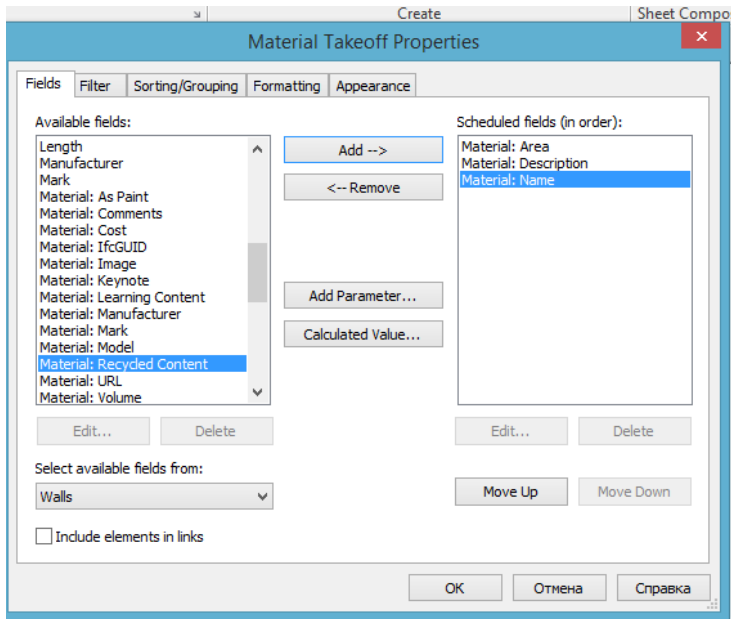 Create
Sheet Compo
Material Takeoff Properties
Fields Filter Sorting/Grouping Formatting Appearance
Available fields:
Length
Manufacturer
Mark
Material: As Paint
Material: Comments
Material: Cost
Material: IfcGUID
Material: Image
Material: Keynote
Material: Learning Content
Material: Manufacturer
Material: Mark
Material: Model
Material: Recycled Content
Material: URL
Material: Volume
Edit...
Delete
Select available fields from:
Walls
Include elements in links
Add -->
<-- Remove
Add Parameter...
Calculated Value...
Scheduled fields (in order):
Material: Area
Material: Description
Material: Name
Edit...
Delete
Move Up
Move Down
OK
Отмена
Справка